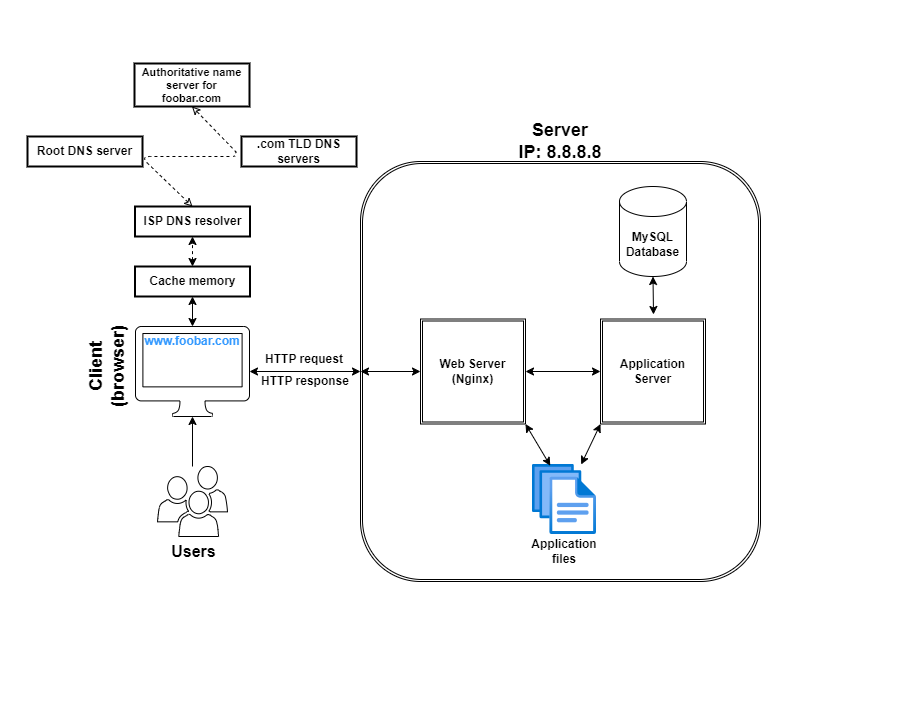 Authoritative name
server for
foobar.com
Root DNS server
.com TLD DNS
servers
ISP DNS resolver
Cache memory
Client
(browser)
www.foobar.com
HTTP request
HTTP response
Users
Server
IP: 8.8.8.8
MySQL
Database
Web Server
(Nginx)
Application
Server
Application
files